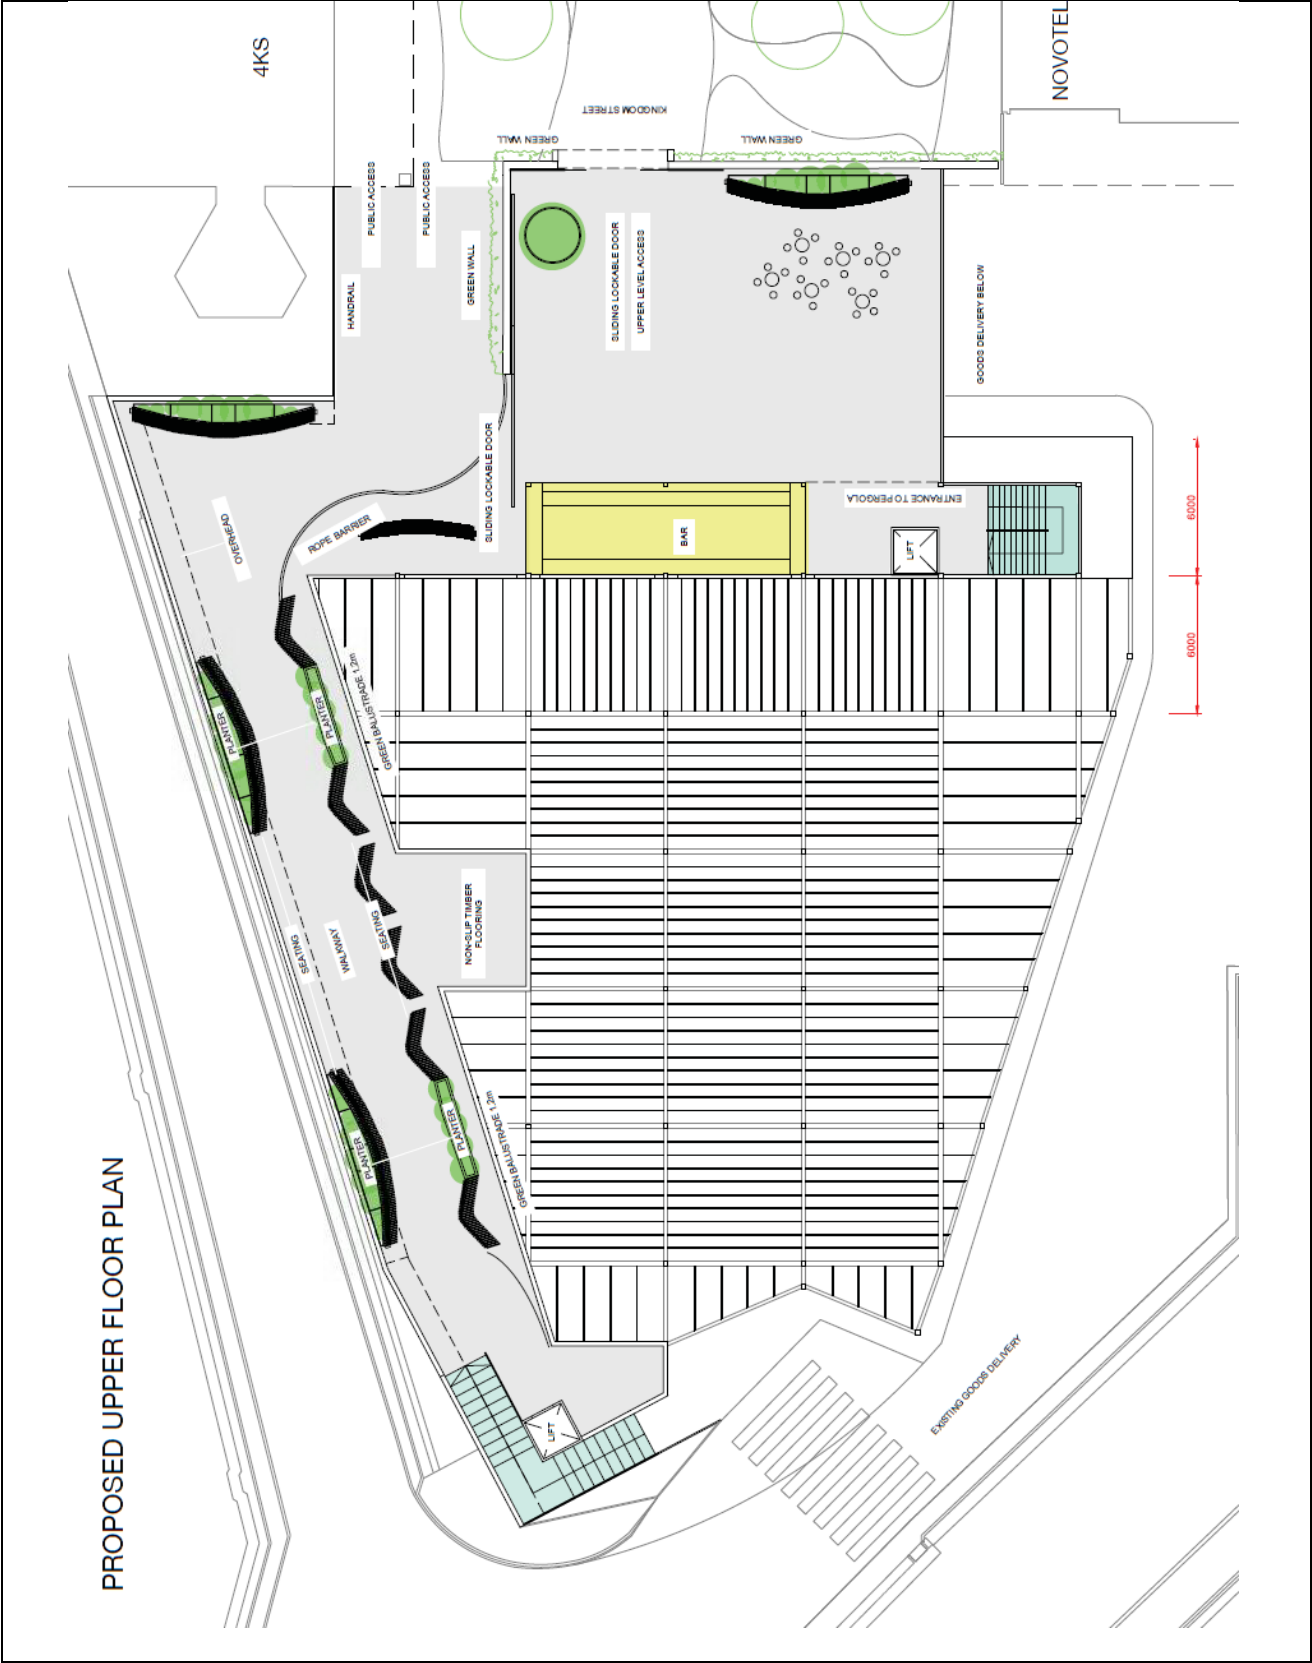 PROPOSED UPPER FLOOR PLAN
4KS
NOVOTEL
KINGDOM STREET
GREEN WALL
GREEN WALL
PUBLIC ACCESS
PUBLIC ACCESS
HANDRAIL
GREEN WALL
SLIDING LOCKABLE DOOR
UPPER LEVEL ACCESS
GOODS DELIVERY BELOW
SLIDING LOCKABLE DOOR
OVERHEAD
ROPE BARRIER
BAR
ENTRANCE TO PERGOLA
LIFT
6000
6000
GREEN BALUSTRADE 1.2m
PLANTER
PLANTER
SEATING
WALKWAY
SEATING
NON-SLIP TIMBER
FLOORING
PLANTER
PLANTER
GREEN BALUSTRADE 1.2m
LIFT
EXISTING GOODS DELIVERY